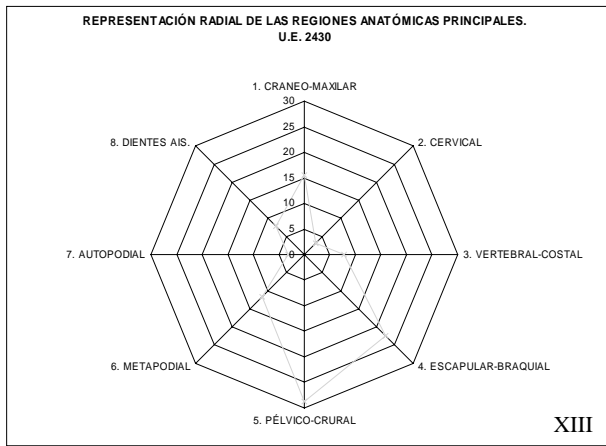 REPRESENTACIÓN RADIAL DE LAS REGIONES ANATÓMICAS PRINCIPALES.
U.E. 2430
1. CRANEO-MAXILAR
30
25
20
15
10
5
0
8. DIENTES AIS.
2. CERVICAL
7. AUTOPODIAL
3. VERTEBRAL-COSTAL
6. METAPODIAL
4. ESCAPULAR-BRAQUIAL
5. PÉLVICO-CRURAL
XIII